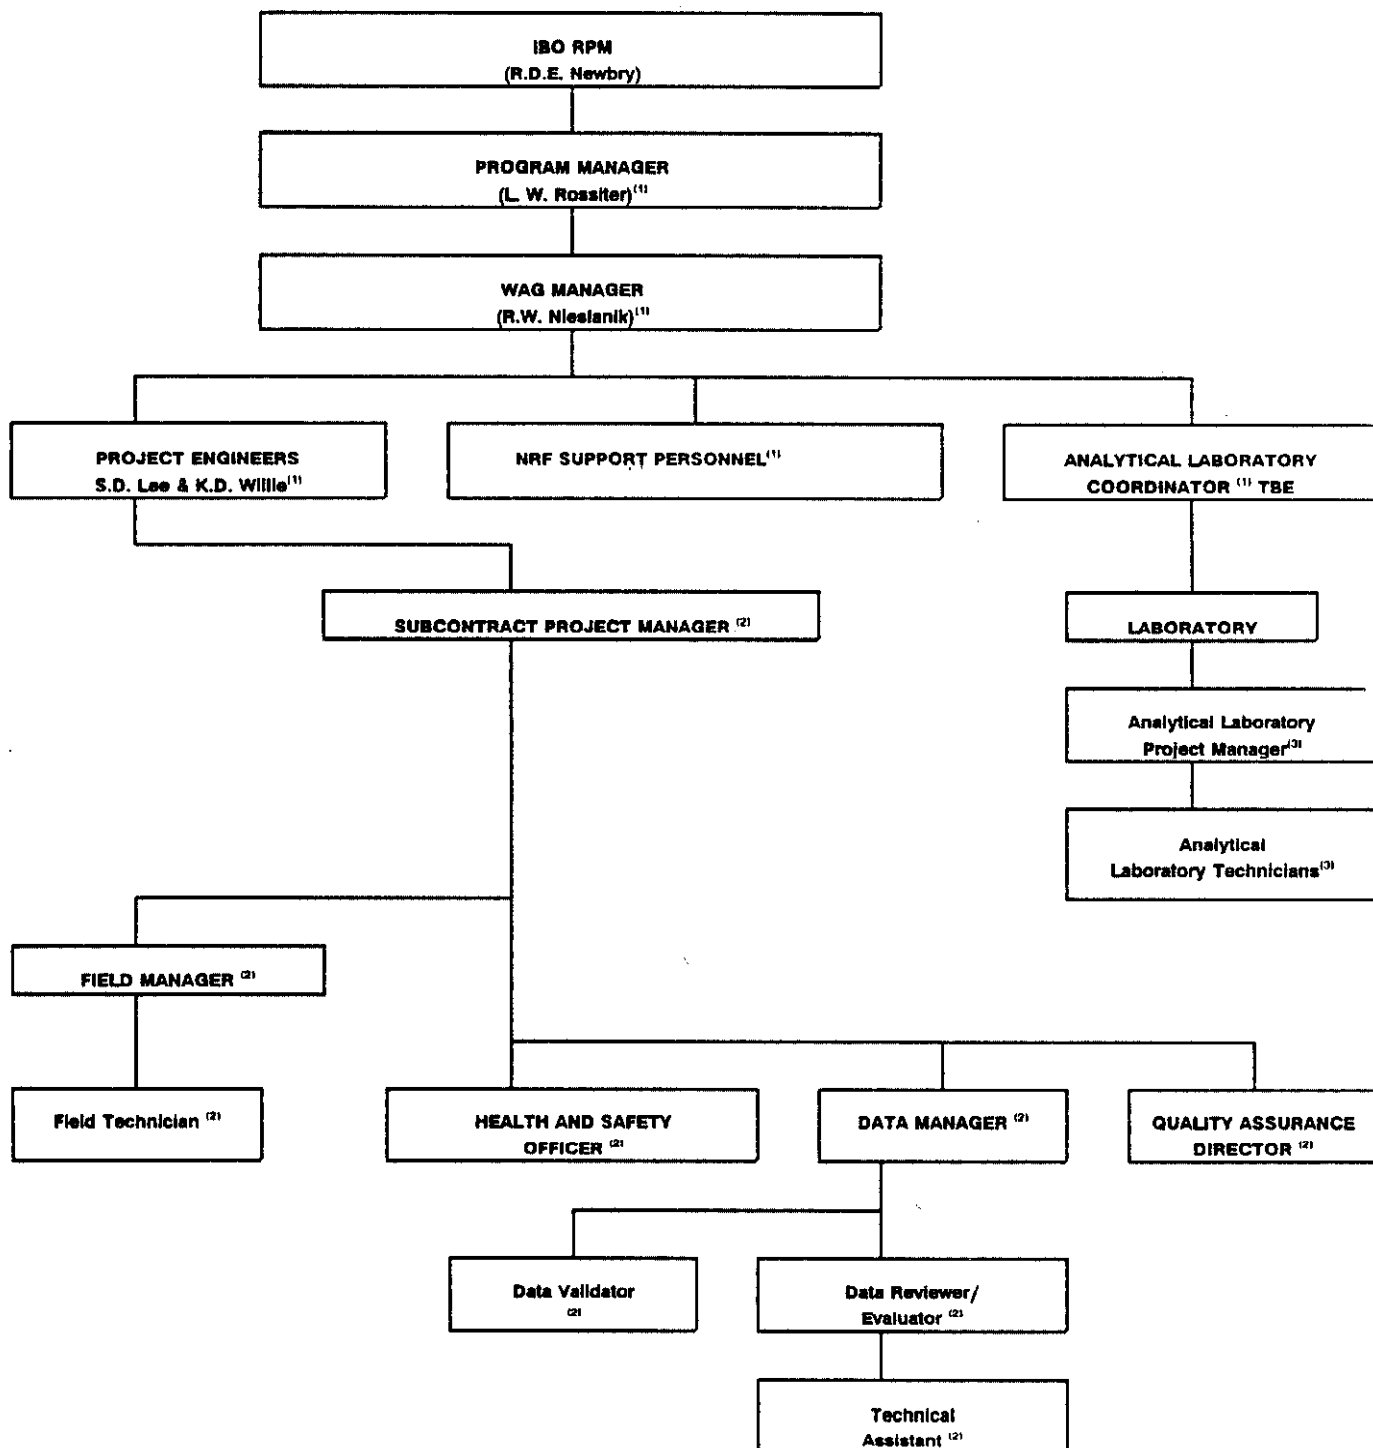 IBO RPM
(R.D.E. Newbry)
PROGRAM MANAGER
(L. W. Rossiter)(1)
WAG MANAGER
(R.W. Nieslanik)(1)
PROJECT ENGINEERS
S.D. Lee & K.D. Willie(1)
NRF SUPPORT PERSONNEL(1)
ANALYTICAL LABORATORY
COORDINATOR (1) TBE
SUBCONTRACT PROJECT MANAGER (2)
LABORATORY
Analytical Laboratory
Project Manager(3)
Analytical
Laboratory Technicians(3)
FIELD MANAGER (2)
Field Technician (2)
HEALTH AND SAFETY
OFFICER (2)
DATA MANAGER (2)
QUALITY ASSURANCE
DIRECTOR (2)
Data Validator
(2)
Data Reviewer/
Evaluator (2)
Technical
Assistant (2)